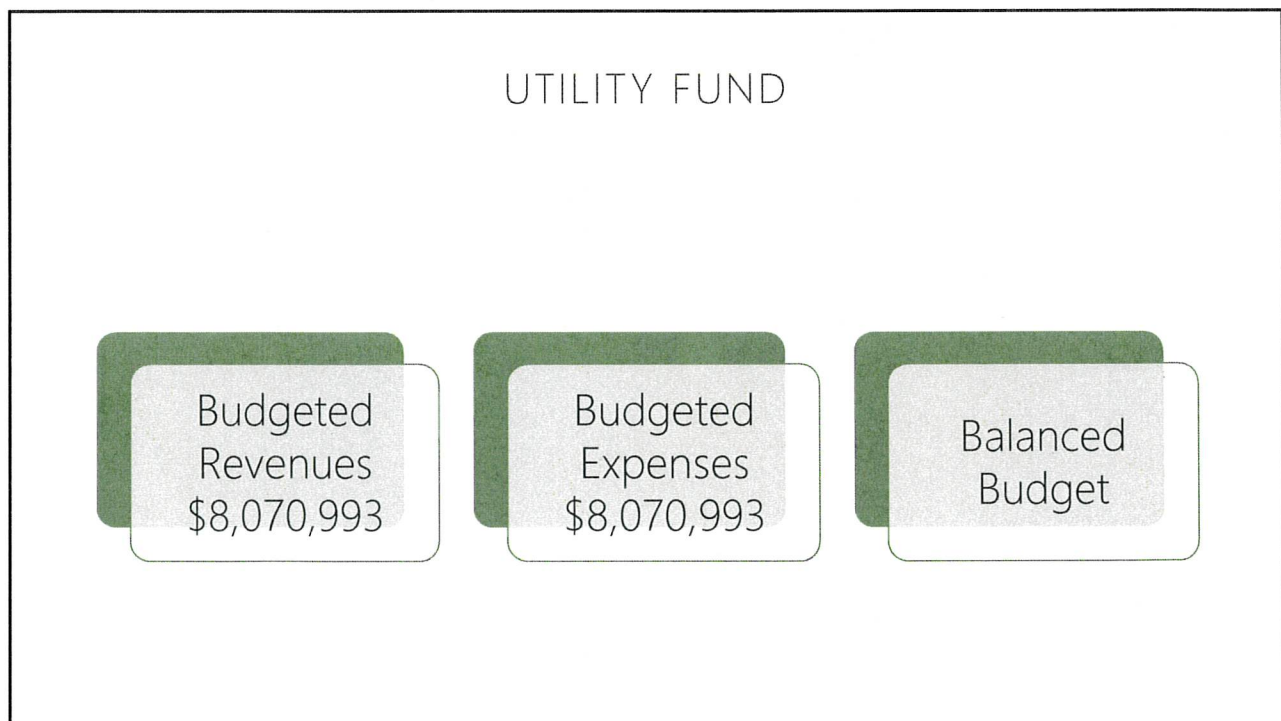 UTILITY FUND
Budgeted
Revenues
$8,070,993
Budgeted
Expenses
$8,070,993
Balanced
Budget